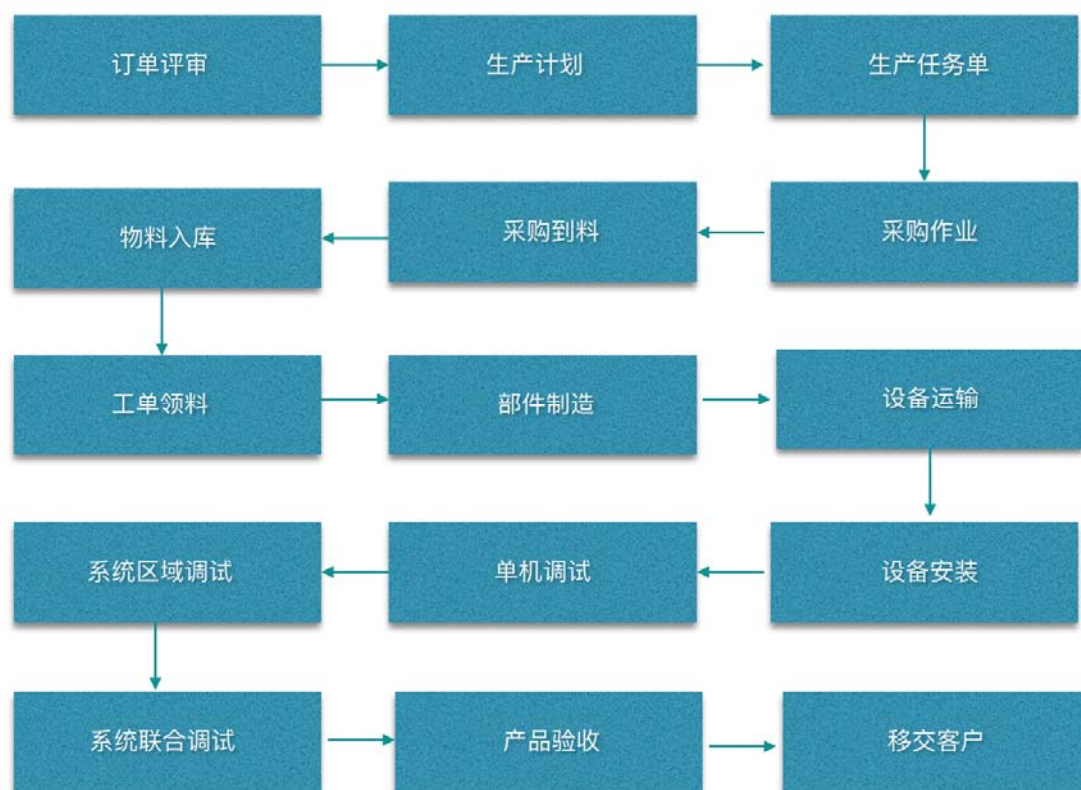 订单评审
生产计划
生产任务单
采购作业
采购到料
物料入库
工单领料
部件制造
设备运输
设备安装
单机调试
系统区域调试
系统联合调试
产品验收
移交客户